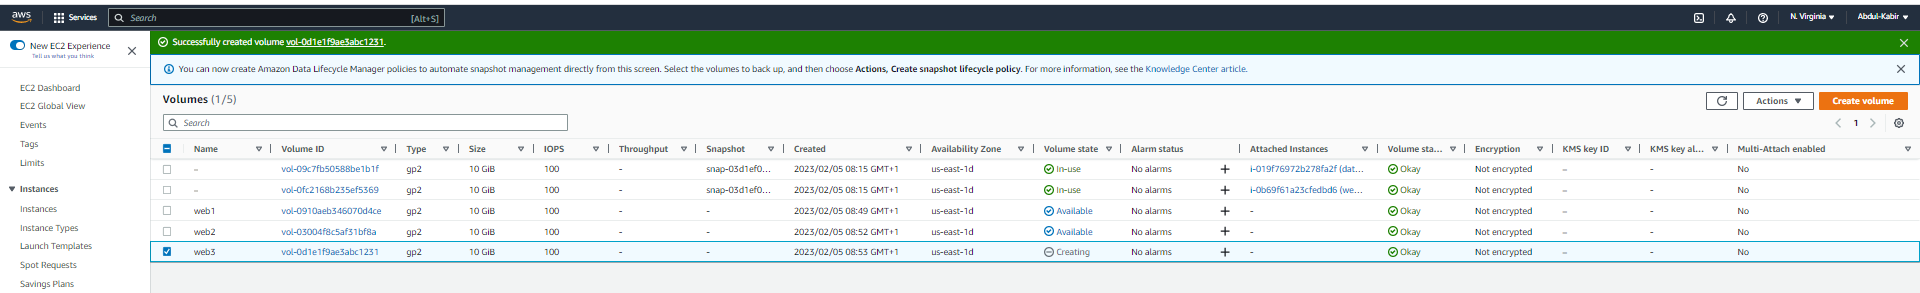 aws Services Search [Alt+S] N. Virginia Abdul-Kabir
New EC2 Experience
Tell us what you think
EC2 Dashboard
EC2 Global View
Events
Tags
Limits
Instances
Instances
Instance Types
Launch Templates
Spot Requests
Savings Plans
Successfully created volume vol-0d1e1f9ae3abc1231.
You can now create Amazon Data Lifecycle Manager policies to automate snapshot management directly from this screen. Select the volumes to back up, and then choose Actions, Create snapshot lifecycle policy. For more information, see the Knowledge Center article.
Volumes (1/5) Actions Create volume
Search 1
Name Volume ID Type Size IOPS Throughput Snapshot Created Availability Zone Volume state Alarm status Attached Instances Volume sta... Encryption KMS key ID KMS key al... Multi-Attach enabled
– vol-09c7fb50588be1b1f gp2 10 GiB 100 - snap-03d1ef0... 2023/02/05 08:15 GMT+1 us-east-1d In-use No alarms + i-019f76972b278fa2f (dat... Okay Not encrypted – - No
– vol-0fc2168b235ef5369 gp2 10 GiB 100 - snap-03d1ef0... 2023/02/05 08:15 GMT+1 us-east-1d In-use No alarms + i-0b69f61a23cfedbd6 (we... Okay Not encrypted – - No
web1 vol-0910aeb346070d4ce gp2 10 GiB 100 - - 2023/02/05 08:49 GMT+1 us-east-1d Available No alarms + - Okay Not encrypted – - No
web2 vol-03004f8c5af31bf8a gp2 10 GiB 100 - - 2023/02/05 08:52 GMT+1 us-east-1d Available No alarms + - Okay Not encrypted – - No
web3 vol-0d1e1f9ae3abc1231 gp2 10 GiB 100 - - 2023/02/05 08:53 GMT+1 us-east-1d Creating No alarms + - Okay Not encrypted – - No